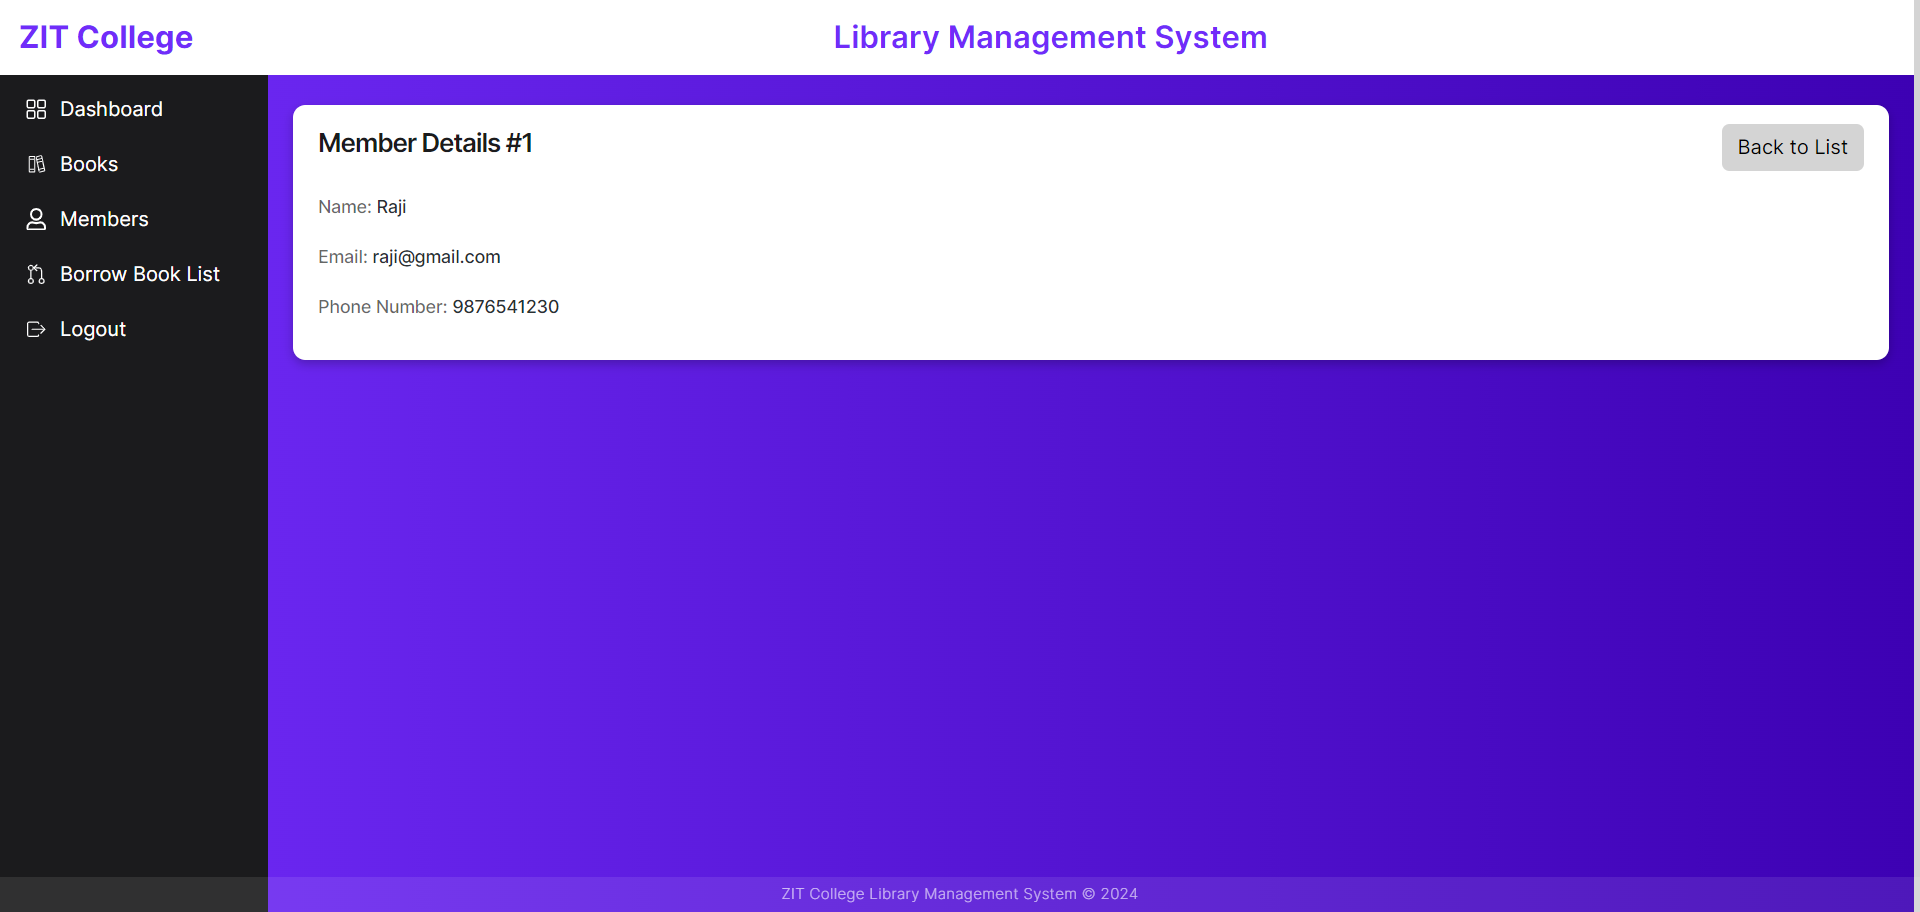 ZIT College
Library Management System
Dashboard
Books
Members
Borrow Book List
Logout
Member Details #1
Back to List
Name: Raji
Email: raji@gmail.com
Phone Number: 9876541230
ZIT College Library Management System © 2024